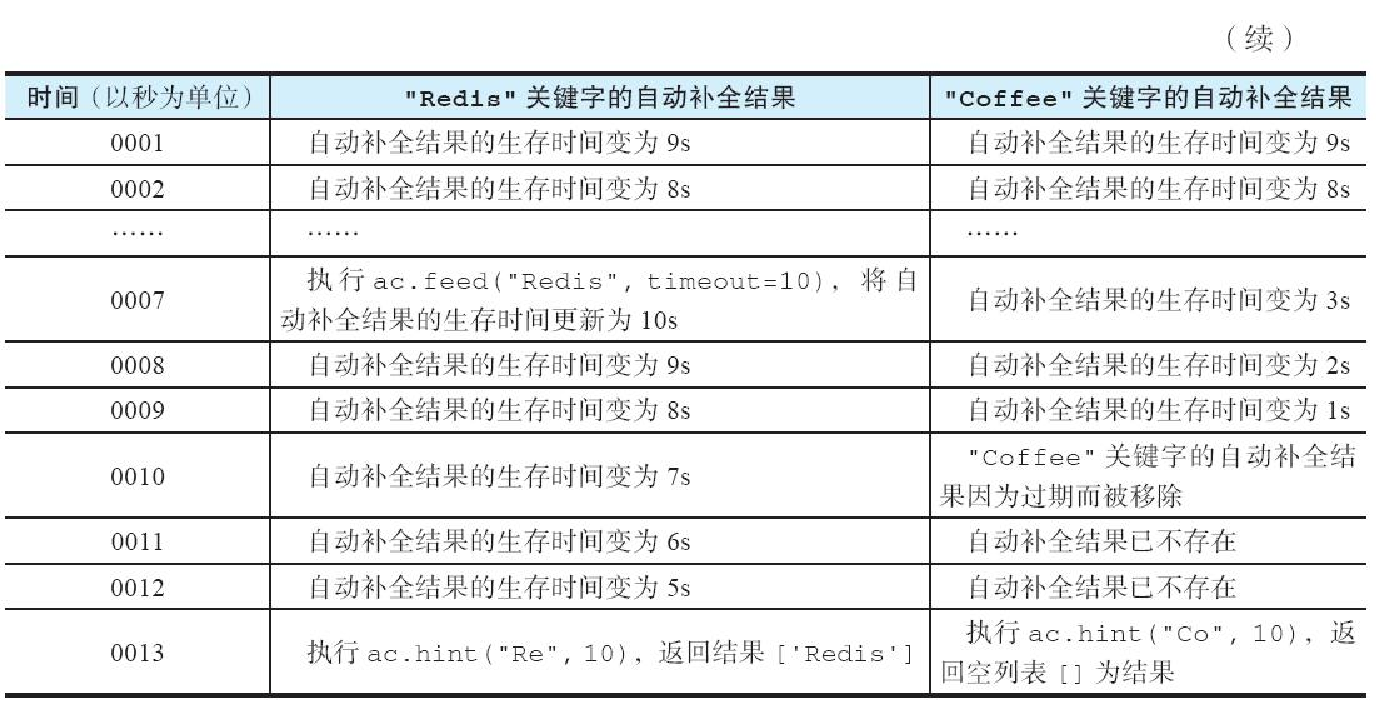 （续）
时间（以秒为单位） "Redis" 关键字的自动补全结果 "Coffee" 关键字的自动补全结果
0001 自动补全结果的生存时间变为 9s 自动补全结果的生存时间变为 9s
0002 自动补全结果的生存时间变为 8s 自动补全结果的生存时间变为 8s
…… …… ……
0007 执行 ac.feed("Redis", timeout=10)，将自
动补全结果的生存时间更新为 10s 自动补全结果的生存时间变为 3s
0008 自动补全结果的生存时间变为 9s 自动补全结果的生存时间变为 2s
0009 自动补全结果的生存时间变为 8s 自动补全结果的生存时间变为 1s
0010 自动补全结果的生存时间变为 7s "Coffee" 关键字的自动补全结
果因为过期而被移除
0011 自动补全结果的生存时间变为 6s 自动补全结果已不存在
0012 自动补全结果的生存时间变为 5s 自动补全结果已不存在
0013 执行 ac.hint("Re", 10)，返回结果 ['Redis'] 执行 ac.hint("Co", 10)，返
回空列表 [] 为结果